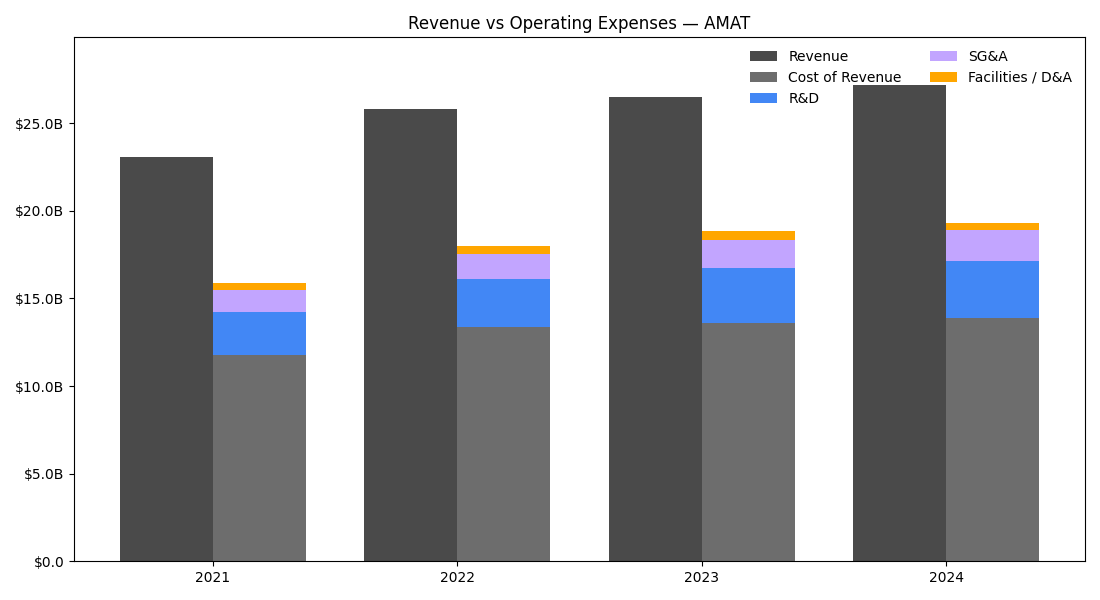 Revenue vs Operating Expenses — AMAT
Revenue
Cost of Revenue
R&D
SG&A
Facilities / D&A
$25.0B
$20.0B
$15.0B
$10.0B
$5.0B
$0.0
2021
2022
2023
2024